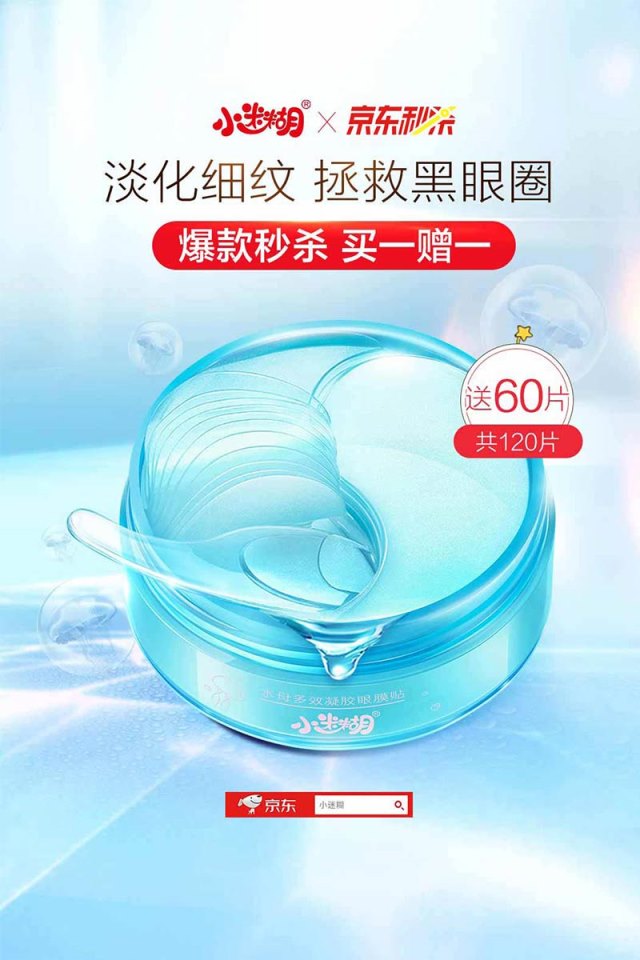 小迷糊® × 京东秒杀
淡化细纹 拯救黑眼圈
爆款秒杀 买一赠一
送60片
共120片
水母多效凝胶眼膜贴
小迷糊®
京东 小迷糊